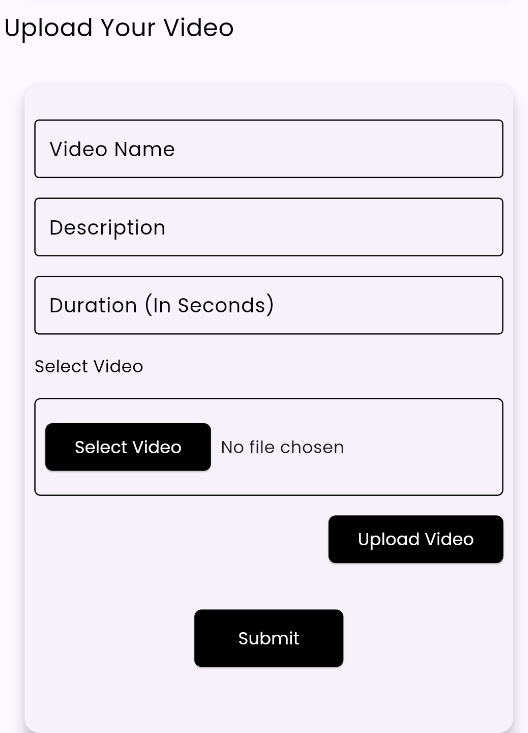 Upload Your Video
Video Name
Description
Duration (In Seconds)
Select Video
Select Video No file chosen
Upload Video
Submit